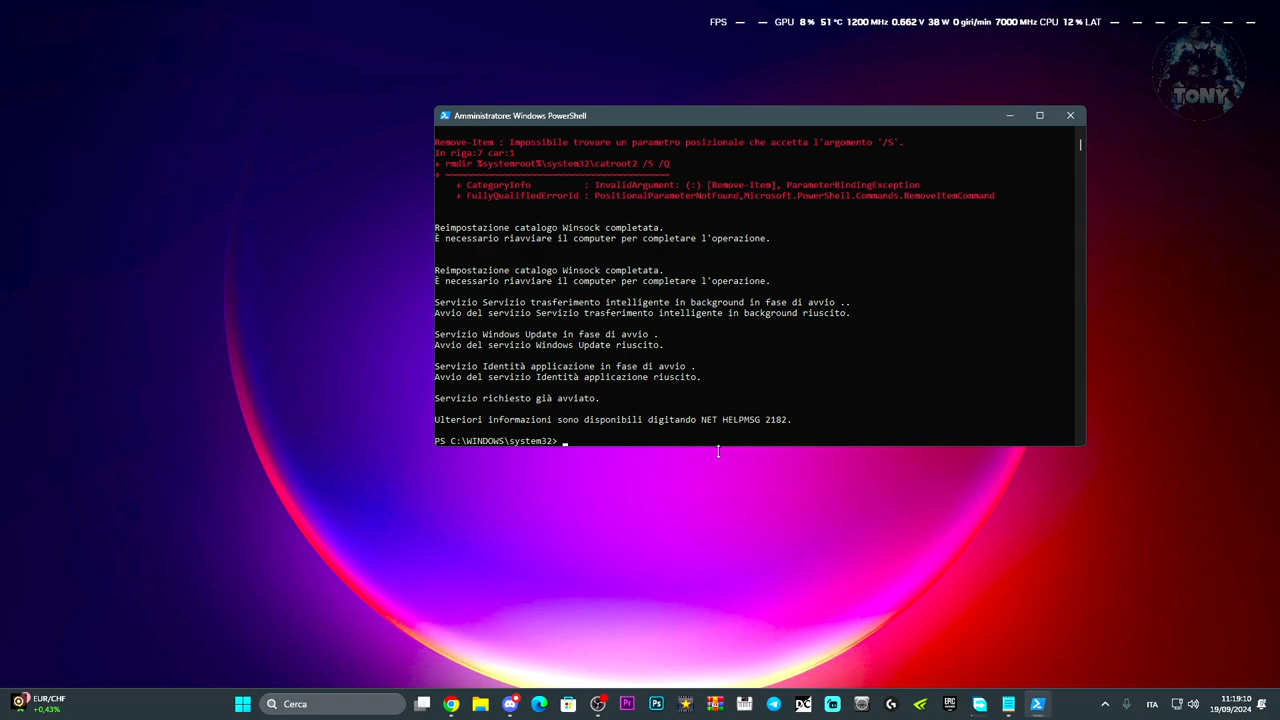 FPS — — GPU 8 % 51 °C 1200 MHz 0.662 V 38 W 0 giri/min 7000 MHz CPU 12 % LAT — — — — — — —
TONY
Amministratore: Windows PowerShell
Remove-Item : Impossibile trovare un parametro posizionale che accetta l'argomento '/S'.
In riga:7 car:1
+ rmdir %systemroot%\system32\catroot2 /S /Q
+ ~~~~~~~~~~~~~~~~~~~~~~~~~~~~~~~~~~~~~~~~~~
+ CategoryInfo : InvalidArgument: (:) [Remove-Item], ParameterBindingException
+ FullyQualifiedErrorId : PositionalParameterNotFound,Microsoft.PowerShell.Commands.RemoveItemCommand
Reimpostazione catalogo Winsock completata.
È necessario riavviare il computer per completare l'operazione.
Reimpostazione catalogo Winsock completata.
È necessario riavviare il computer per completare l'operazione.
Servizio Servizio trasferimento intelligente in background in fase di avvio ..
Avvio del servizio Servizio trasferimento intelligente in background riuscito.
Servizio Windows Update in fase di avvio .
Avvio del servizio Windows Update riuscito.
Servizio Identità applicazione in fase di avvio .
Avvio del servizio Identità applicazione riuscito.
Servizio richiesto già avviato.
Ulteriori informazioni sono disponibili digitando NET HELPMSG 2182.
PS C:\WINDOWS\system32>
EUR/CHF
+0,43%
Cerca
Pr
Ps
DC
EPIC
ITA
11:19:10
19/09/2024